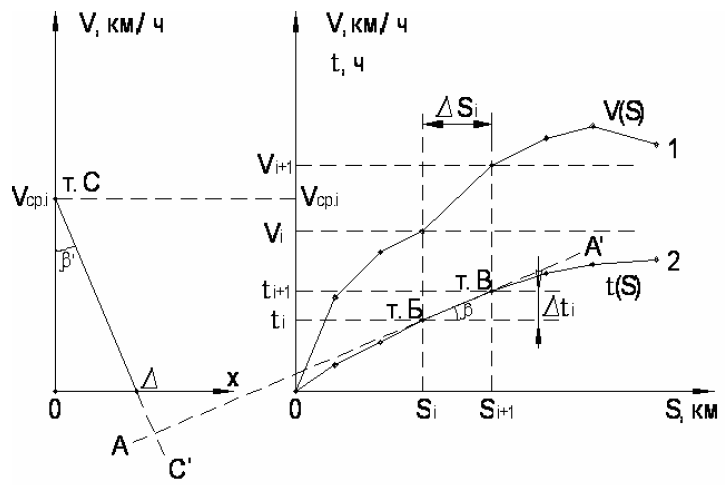 V, км/ ч
V, км/ ч
t, ч
Δ Si
V(S)
1
Vi+1
т. С
Vср.i
Vср.i
Vi
A'
β'
2
т. В
ti+1
t(S)
т. Б
β
Δti
ti
Δ
x
0
0
Si
Si+1
S, км
A
C'